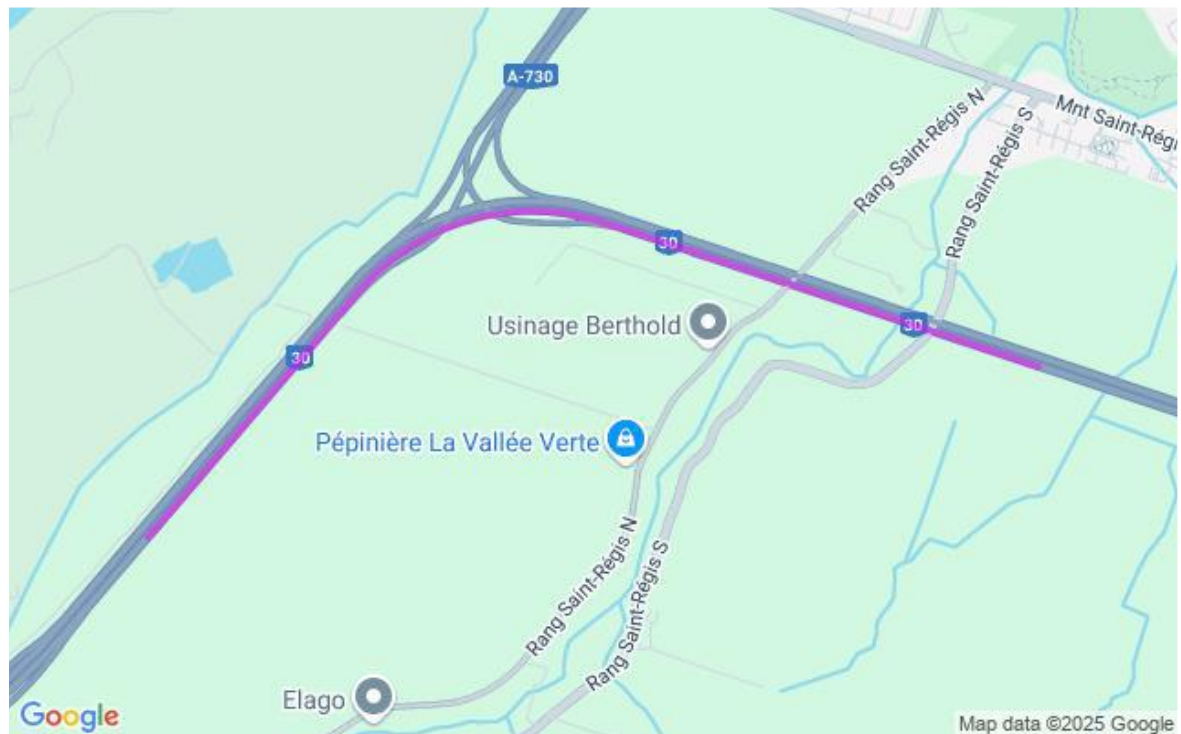 A-730
Mnt Saint-Régi
Rang Saint-Régis N
Rang Saint-Régis S
30
Usinage Berthold
30
30
Pépinière La Vallée Verte
Rang Saint-Régis N
Rang Saint-Régis S
Elago
Google
Map data ©2025 Google